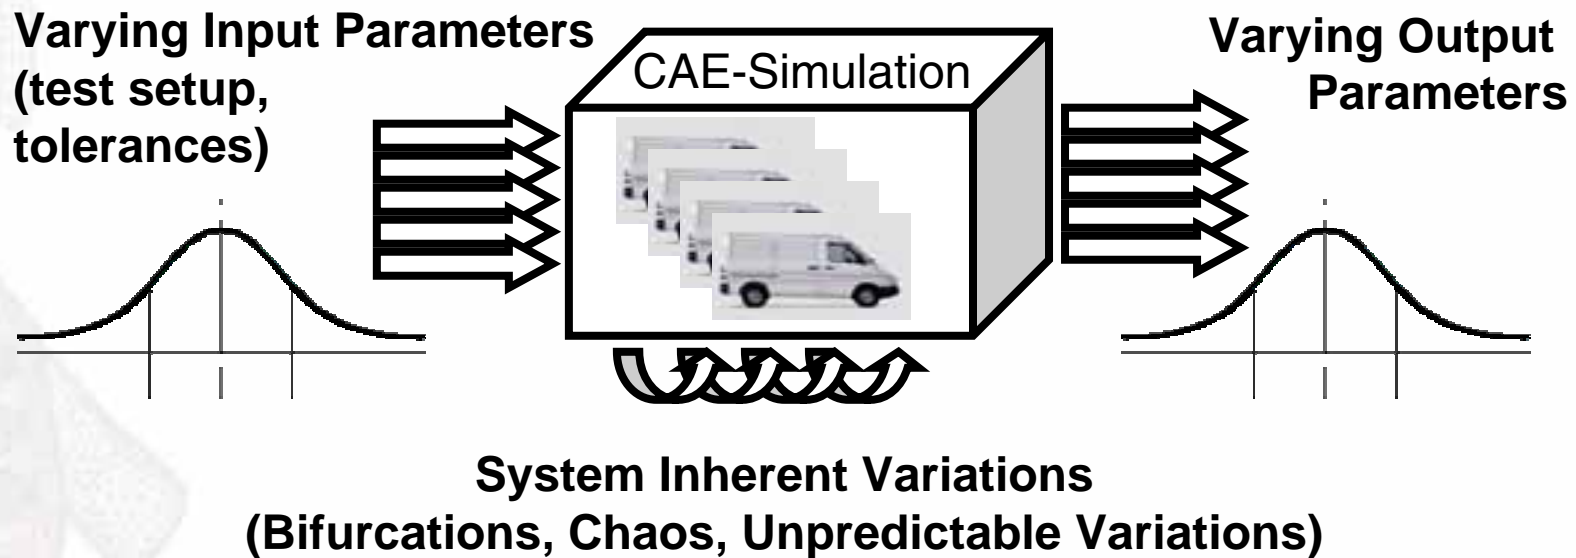 Varying Input Parameters
(test setup,
tolerances)
CAE-Simulation
Varying Output
Parameters
System Inherent Variations
(Bifurcations, Chaos, Unpredictable Variations)